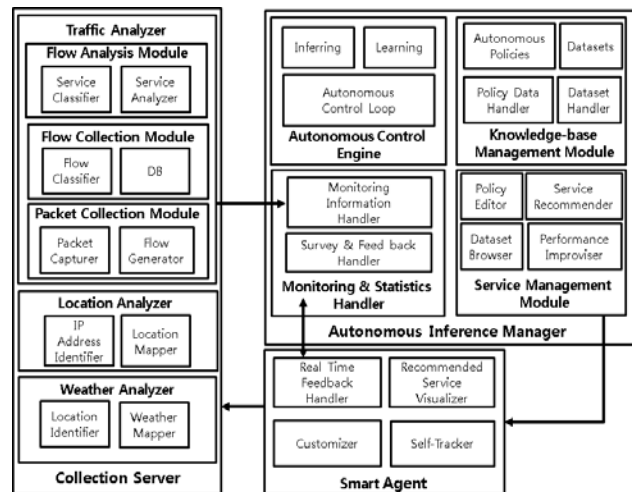 Traffic Analyzer
Flow Analysis Module
Service
Classifier
Service
Analyzer
Flow Collection Module
Flow
Classifier
DB
Packet Collection Module
Packet
Capturer
Flow
Generator
Location Analyzer
IP
Address
Identifier
Location
Mapper
Weather Analyzer
Location
Identifier
Weather
Mapper
Collection Server
Inferring
Learning
Autonomous
Control Loop
Autonomous Control
Engine
Autonomous
Policies
Datasets
Policy Data
Handler
Dataset
Handler
Knowledge-base
Management Module
Monitoring
Information
Handler
Survey & Feed back
Handler
Monitoring & Statistics
Handler
Policy
Editor
Service
Recommender
Dataset
Browser
Performance
Improviser
Service Management
Module
Autonomous Inference Manager
Real Time
Feedback
Handler
Recommended
Service
Visualizer
Customizer
Self-Tracker
Smart Agent